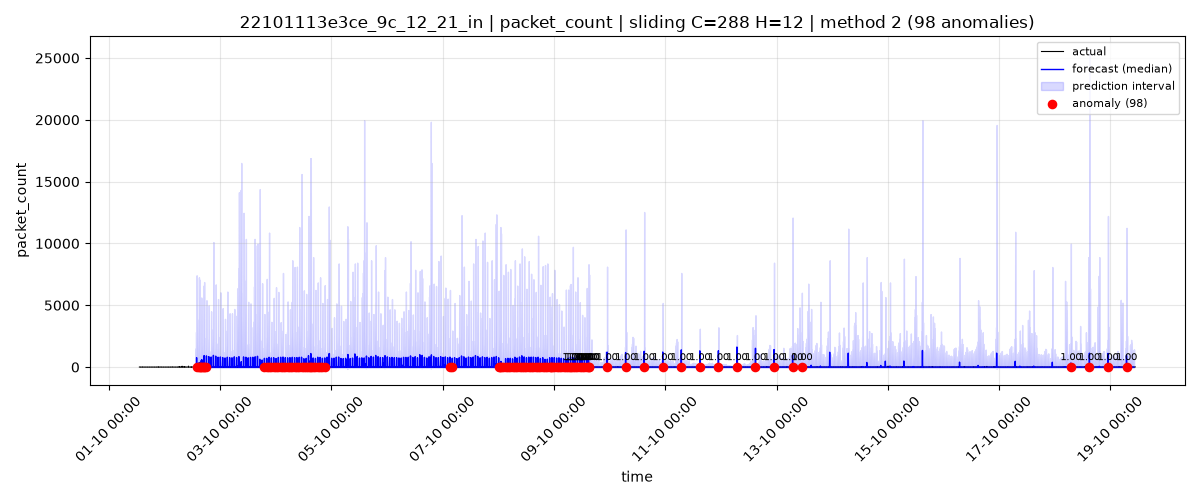 22101113e3ce_9c_12_21_in | packet_count | sliding C=288 H=12 | method 2 (98 anomalies)
actual
forecast (median)
prediction interval
anomaly (98)
packet_count
25000
20000
15000
10000
5000
0
1.00 1.00 1.00 1.00 1.00 1.00 1.00 1.00 1.00 1.00
1.00 1.00 1.00 1.00
01-10 00:00
03-10 00:00
05-10 00:00
07-10 00:00
09-10 00:00
11-10 00:00
13-10 00:00
15-10 00:00
17-10 00:00
19-10 00:00
time